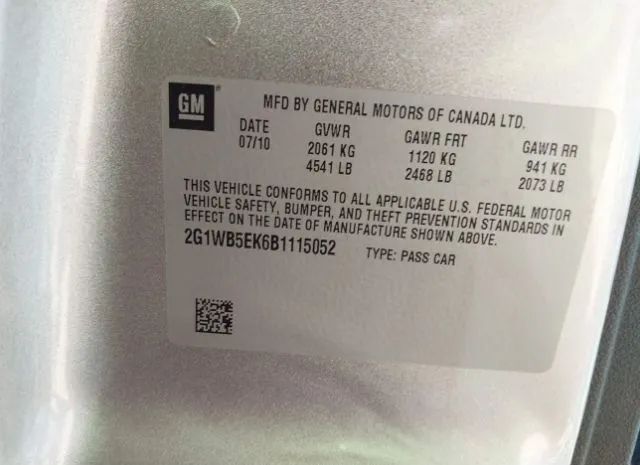 GM
MFD BY GENERAL MOTORS OF CANADA LTD.
DATE GVWR GAWR FRT GAWR RR
07/10 2061 KG 1120 KG 941 KG
4541 LB 2468 LB 2073 LB
THIS VEHICLE CONFORMS TO ALL APPLICABLE U.S. FEDERAL MOTOR
VEHICLE SAFETY, BUMPER, AND THEFT PREVENTION STANDARDS IN
EFFECT ON THE DATE OF MANUFACTURE SHOWN ABOVE.
2G1WB5EK6B1115052 TYPE: PASS CAR